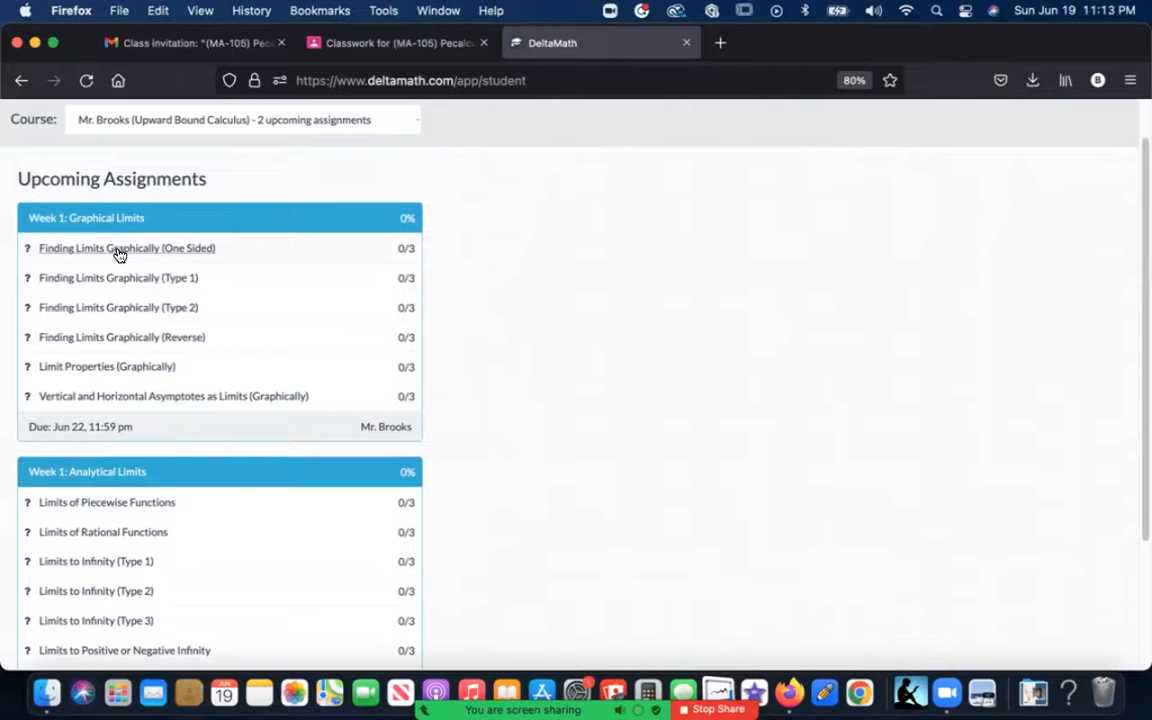 Firefox File Edit View History Bookmarks Tools Window Help Sun Jun 19 11:13 PM
Class invitation: "(MA-105) Peca Classwork for (MA-105) Pecalc DeltaMath
https://www.deltamath.com/app/student 80%
Course: Mr. Brooks (Upward Bound Calculus) - 2 upcoming assignments
Upcoming Assignments
Week 1: Graphical Limits 0%
? Finding Limits Graphically (One Sided) 0/3
? Finding Limits Graphically (Type 1) 0/3
? Finding Limits Graphically (Type 2) 0/3
? Finding Limits Graphically (Reverse) 0/3
? Limit Properties (Graphically) 0/3
? Vertical and Horizontal Asymptotes as Limits (Graphically) 0/3
Due: Jun 22, 11:59 pm Mr. Brooks
Week 1: Analytical Limits 0%
? Limits of Piecewise Functions 0/3
? Limits of Rational Functions 0/3
? Limits to Infinity (Type 1) 0/3
? Limits to Infinity (Type 2) 0/3
? Limits to Infinity (Type 3) 0/3
? Limits to Positive or Negative Infinity 0/3
19
You are screen sharing Stop Share